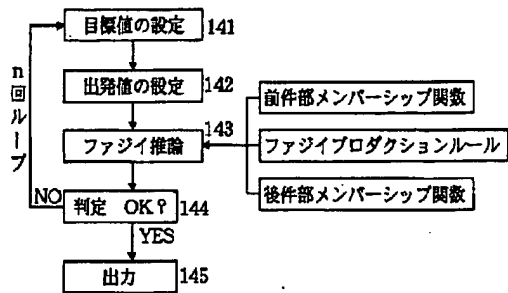 目標値の設定 141
出発値の設定 142
143
ファジイ推論
判定 OK? 144
NO
YES
出力 145
n回ループ
前件部メンバーシップ関数
ファジイプロダクションルール
後件部メンバーシップ関数